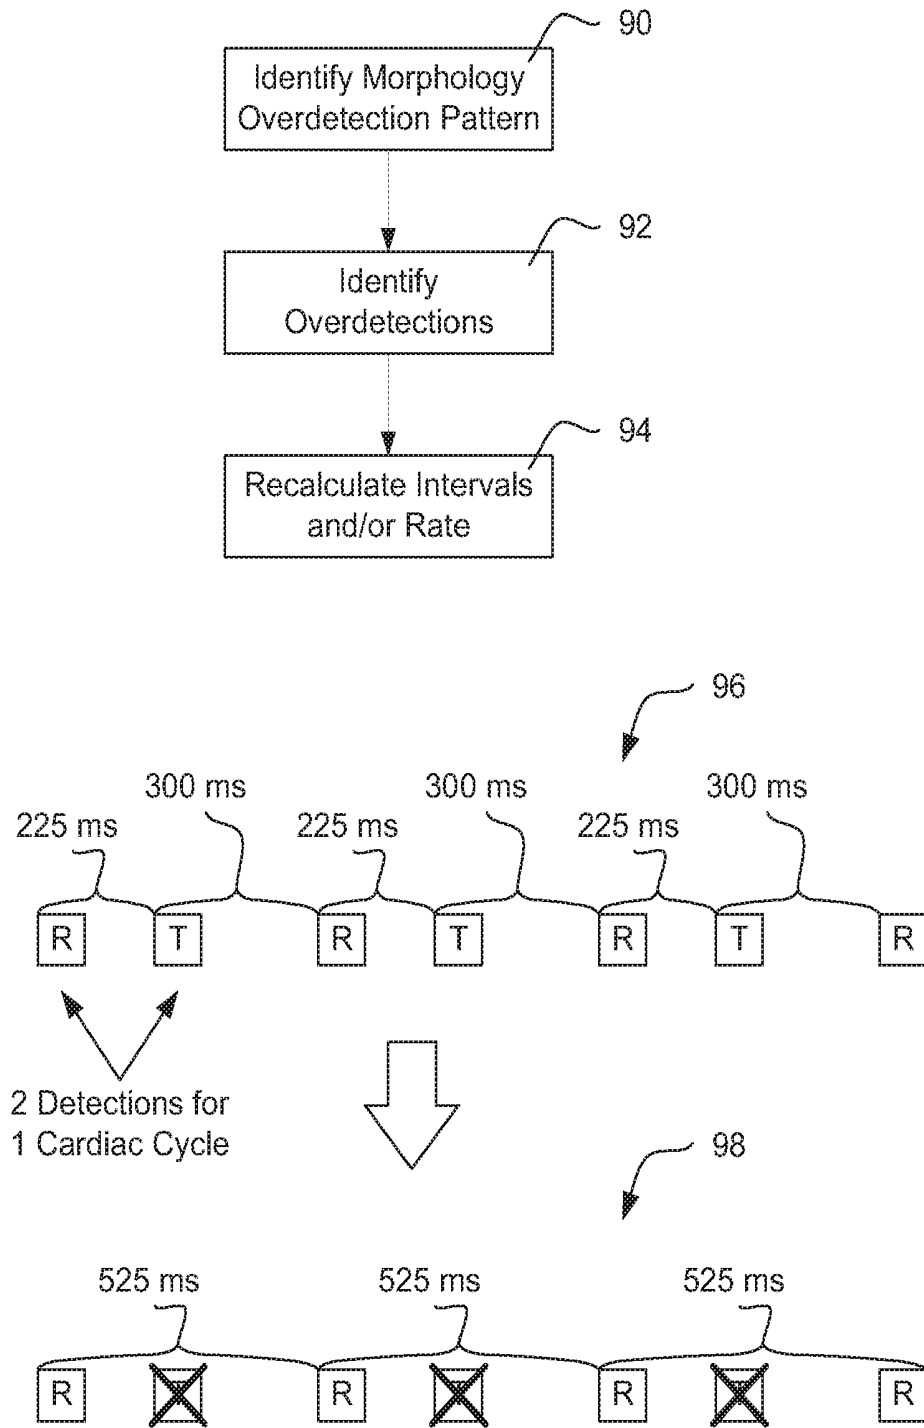 90
Identify Morphology
Overdetection Pattern
92
Identify
Overdetections
94
Recalculate Intervals
and/or Rate
96
300 ms 300 ms 300 ms
225 ms 225 ms 225 ms
R T R T R T R
2 Detections for
1 Cardiac Cycle
98
525 ms 525 ms 525 ms
R R R R